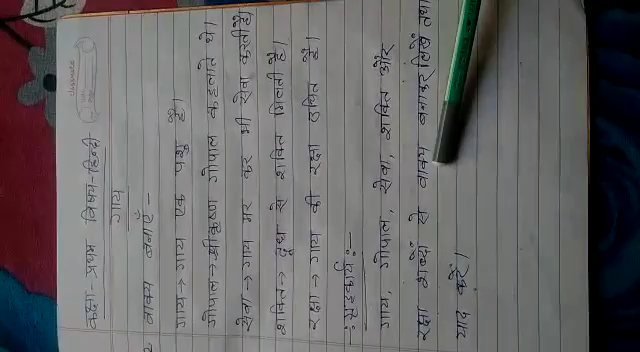 कक्षा - प्रथम विषय - हिन्दी
गाय
वाक्य बनाएँ -
गाय → गाय एक पशु है।
गोपाल → श्रीकृष्ण गोपाल कहलाते थे।
सेवा → गाय मर कर भी सेवा करती है।
शक्ति → दूध से शक्ति मिलती है।
रक्षा → गाय की रक्षा उचित है।
-: गृहकार्य :-
गाय, गोपाल, सेवा, शक्ति और
रक्षा शब्दों से वाक्य बनाकर लिखें तथा
याद करें।